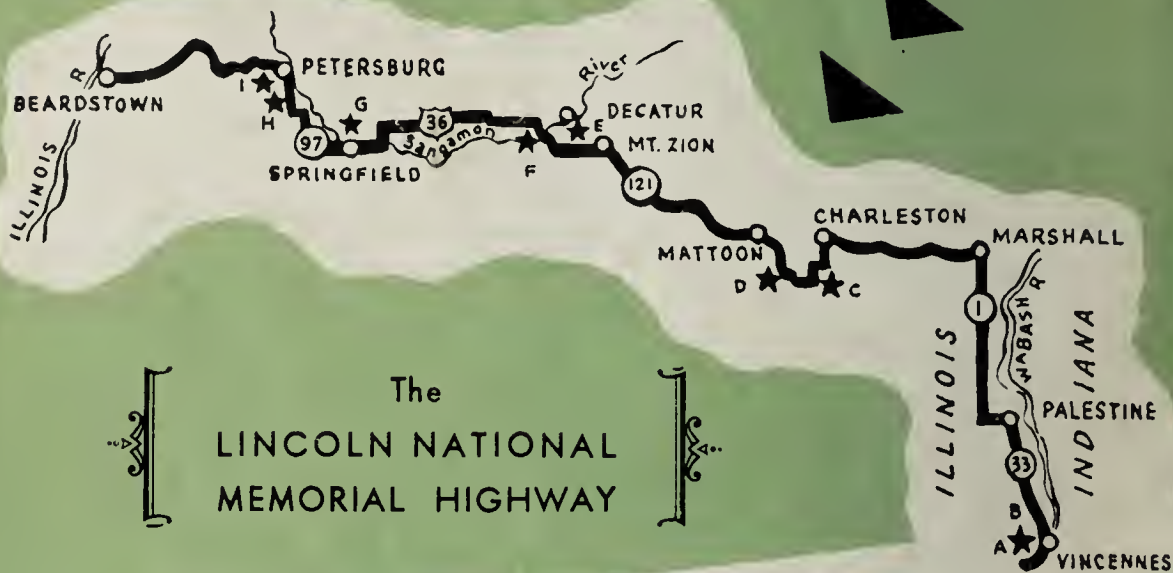 PETERSBURG
R
BEARDSTOWN
I
H
G
36
97
SPRINGFIELD
Sangamon
River
DECATUR
E
F
MT. ZION
121
ILLINOIS
CHARLESTON
MATTOON
MARSHALL
D
C
1
WABASH R
ILLINOIS
INDIANA
PALESTINE
33
B
A
VINCENNES
The
LINCOLN NATIONAL
MEMORIAL HIGHWAY